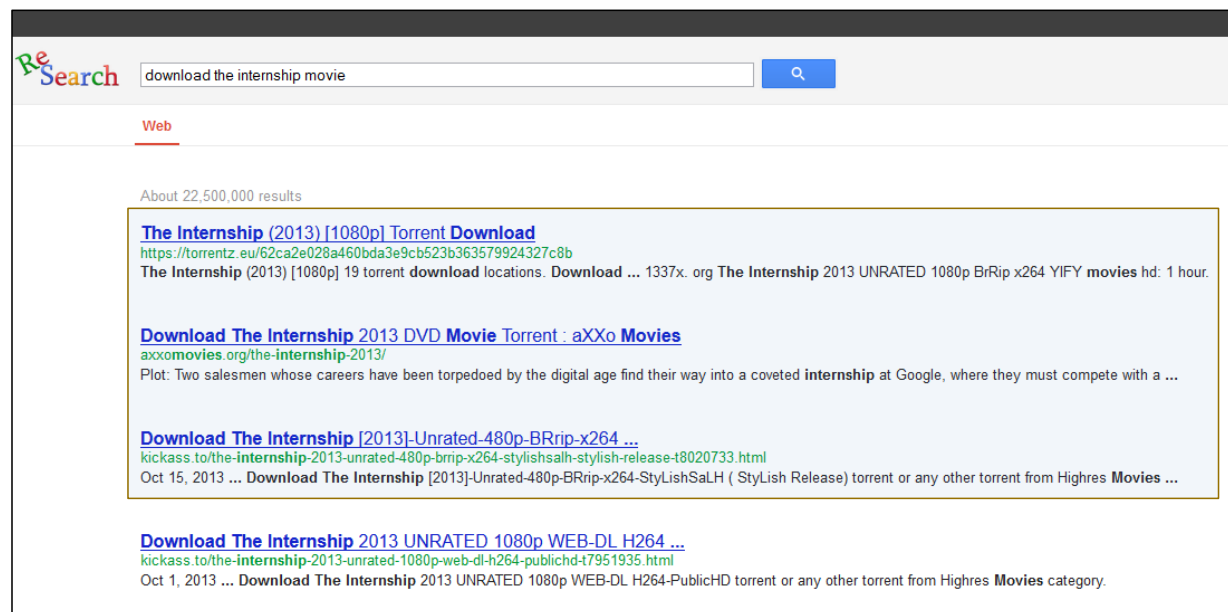 ReSearch
download the internship movie
Web
About 22,500,000 results
The Internship (2013) [1080p] Torrent Download
https://torrentz.eu/62ca2e028a460bda3e9cb523b363579924327c8b
The Internship (2013) [1080p] 19 torrent download locations. Download ... 1337x. org The Internship 2013 UNRATED 1080p BrRip x264 YIFY movies hd: 1 hour.
Download The Internship 2013 DVD Movie Torrent : aXXo Movies
axxomovies.org/the-internship-2013/
Plot: Two salesmen whose careers have been torpedoed by the digital age find their way into a coveted internship at Google, where they must compete with a ...
Download The Internship [2013]-Unrated-480p-BRrip-x264 ...
kickass.to/the-internship-2013-unrated-480p-brrip-x264-stylishsalh-stylish-release-t8020733.html
Oct 15, 2013 ... Download The Internship [2013]-Unrated-480p-BRrip-x264-StyLishSaLH ( StyLish Release) torrent or any other torrent from Highres Movies ...
Download The Internship 2013 UNRATED 1080p WEB-DL H264 ...
kickass.to/the-internship-2013-unrated-1080p-web-dl-h264-publichd-t7951935.html
Oct 1, 2013 ... Download The Internship 2013 UNRATED 1080p WEB-DL H264-PublicHD torrent or any other torrent from Highres Movies category.